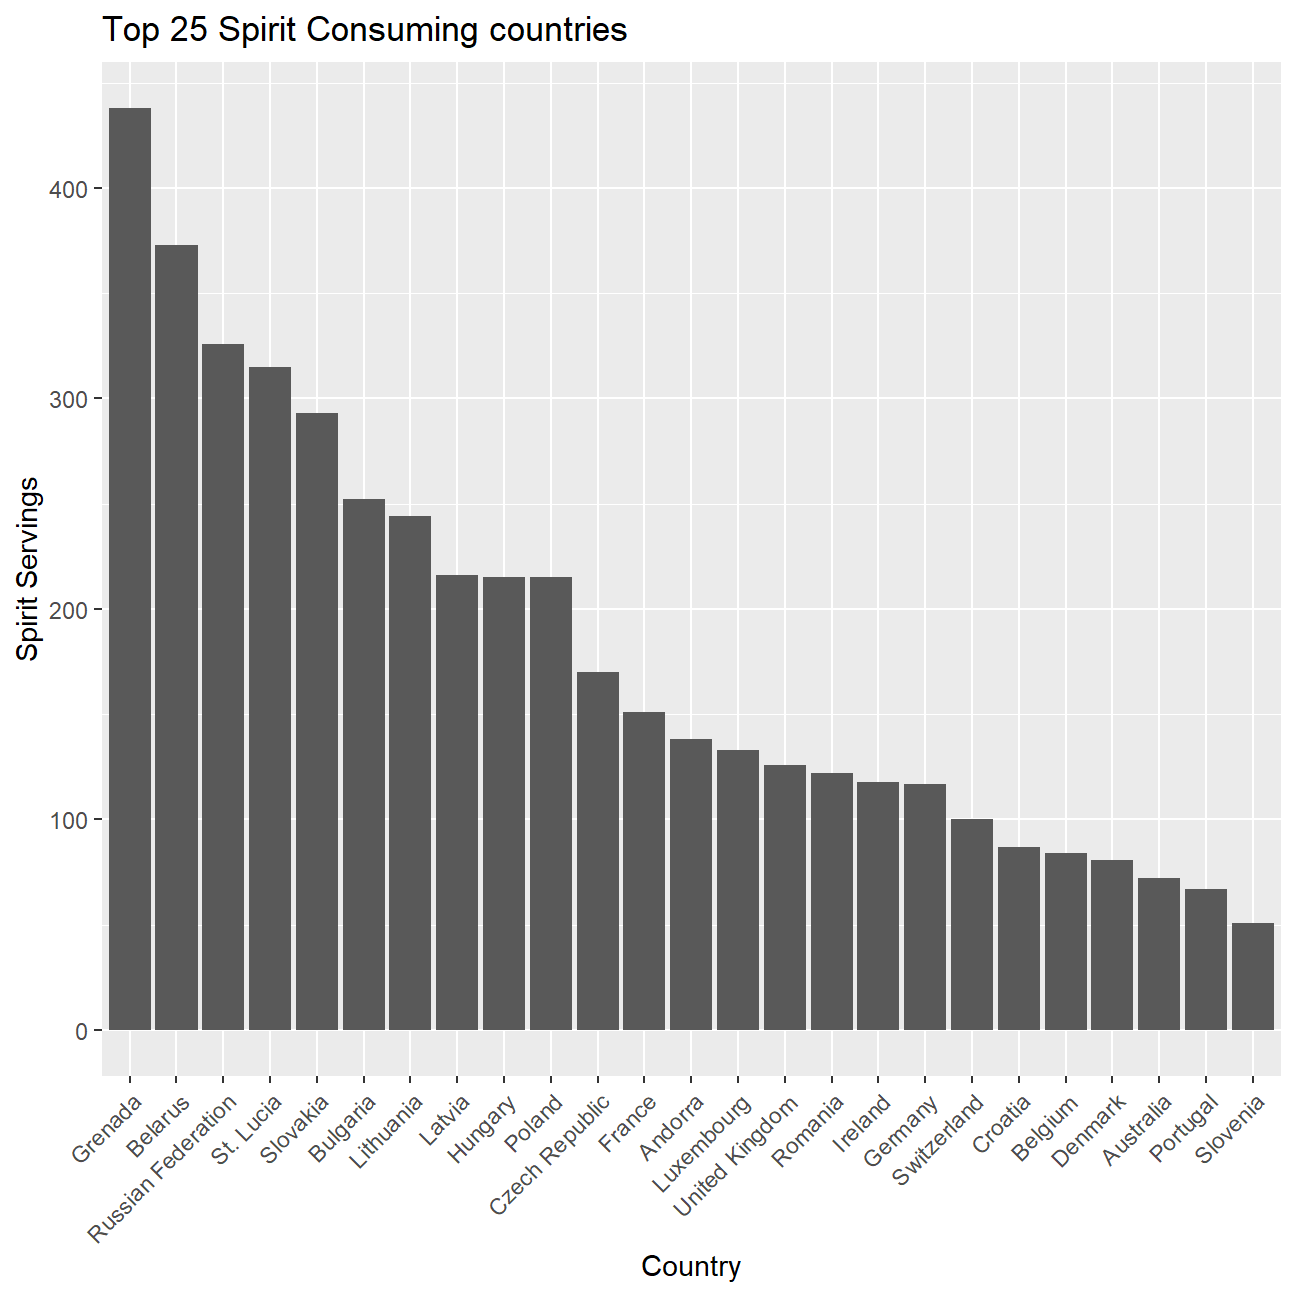 Top 25 Spirit Consuming countries
Spirit Servings
400
300
200
100
0
Grenada
Belarus
Russian Federation
St. Lucia
Slovakia
Bulgaria
Lithuania
Latvia
Hungary
Poland
Czech Republic
France
Andorra
Luxembourg
United Kingdom
Romania
Ireland
Germany
Switzerland
Croatia
Belgium
Denmark
Australia
Portugal
Slovenia
Country